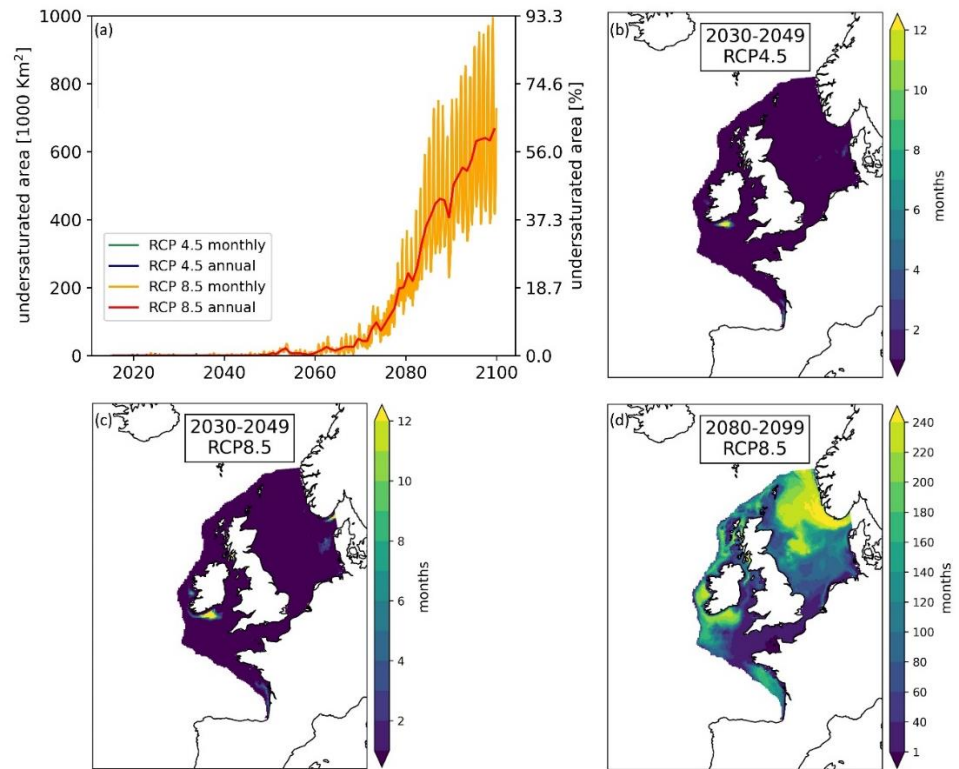 (a)
undersaturated area [1000 Km²]
1000
800
600
400
200
0
2020 2040 2060 2080 2100
93.3
74.6
56.0
37.3
18.7
0.0
undersaturated area [%]
RCP 4.5 monthly
RCP 4.5 annual
RCP 8.5 monthly
RCP 8.5 annual
(b)
2030-2049
RCP4.5
12
10
8
6
4
2
months
(c)
2030-2049
RCP8.5
12
10
8
6
4
2
months
(d)
2080-2099
RCP8.5
240
220
200
180
160
140
120
100
80
60
40
1
months